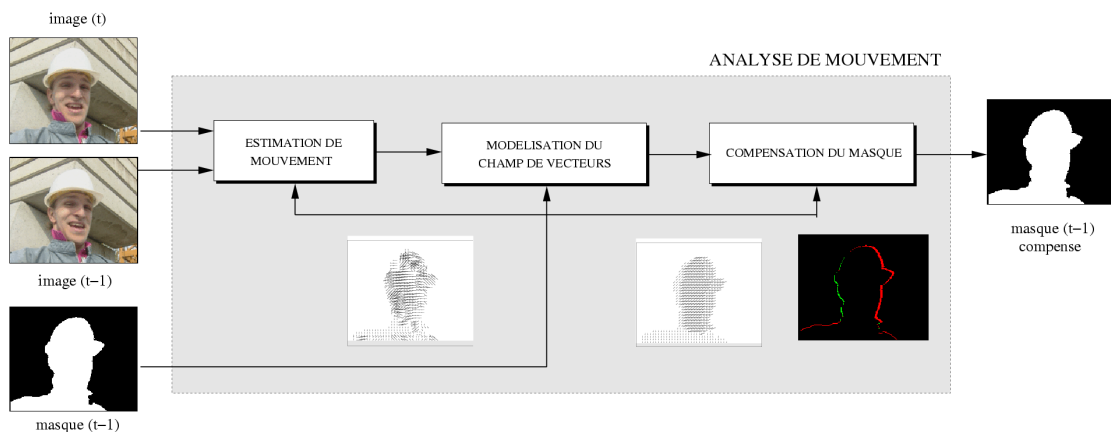 image (t)
ANALYSE DE MOUVEMENT
ESTIMATION DE
MOUVEMENT
MODELISATION DU
CHAMP DE VECTEURS
COMPENSATION DU MASQUE
masque (t−1)
compense
image (t−1)
masque (t−1)